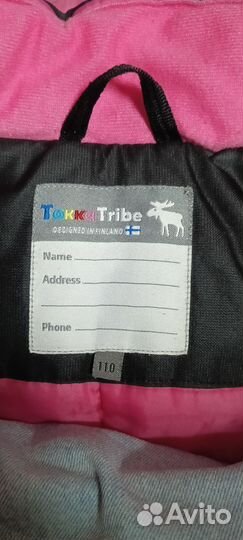 TokkaTribe
DESIGNED IN FINLAND
Name
Address
Phone
110
Avito